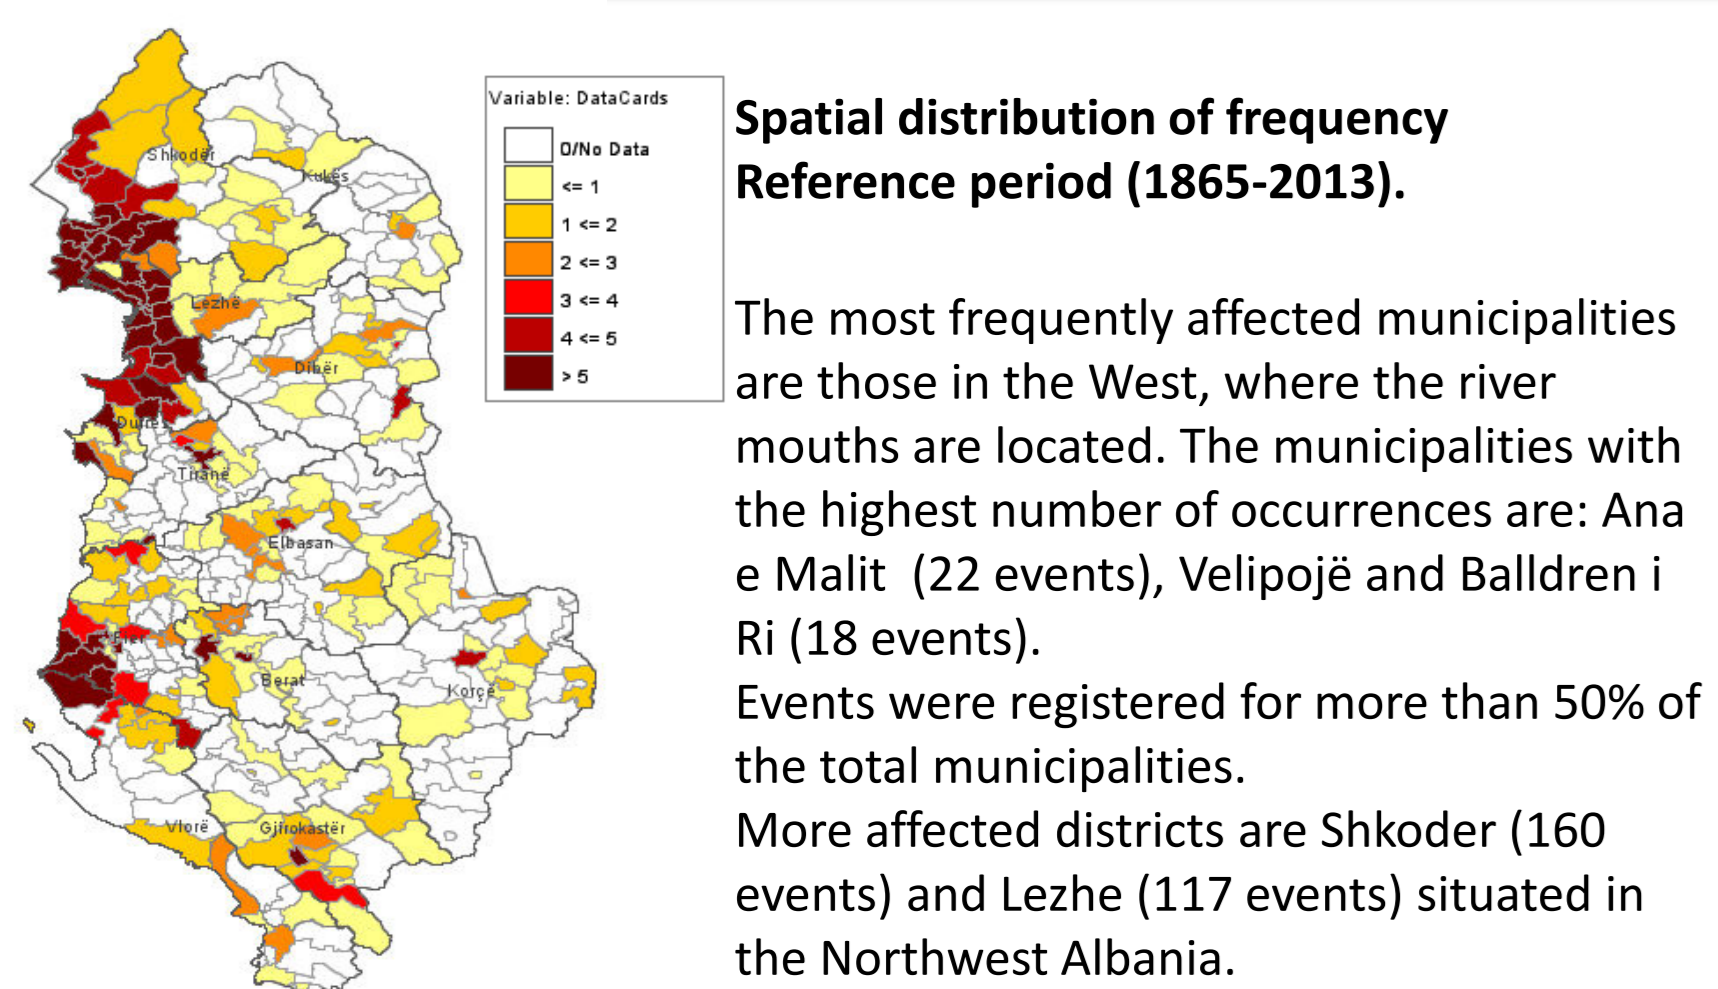 Variable: DataCards
0/No Data
<= 1
1 <= 2
2 <= 3
3 <= 4
4 <= 5
> 5
Shkodër
Kukës
Lezhë
Dibër
Durrës
Tiranë
Elbasan
Fier
Berat
Korçë
Vlorë
Gjirokastër
Spatial distribution of frequency
Reference period (1865-2013).
The most frequently affected municipalities
are those in the West, where the river
mouths are located. The municipalities with
the highest number of occurrences are: Ana
e Malit (22 events), Velipojë and Balldren i
Ri (18 events).
Events were registered for more than 50% of
the total municipalities.
More affected districts are Shkoder (160
events) and Lezhe (117 events) situated in
the Northwest Albania.